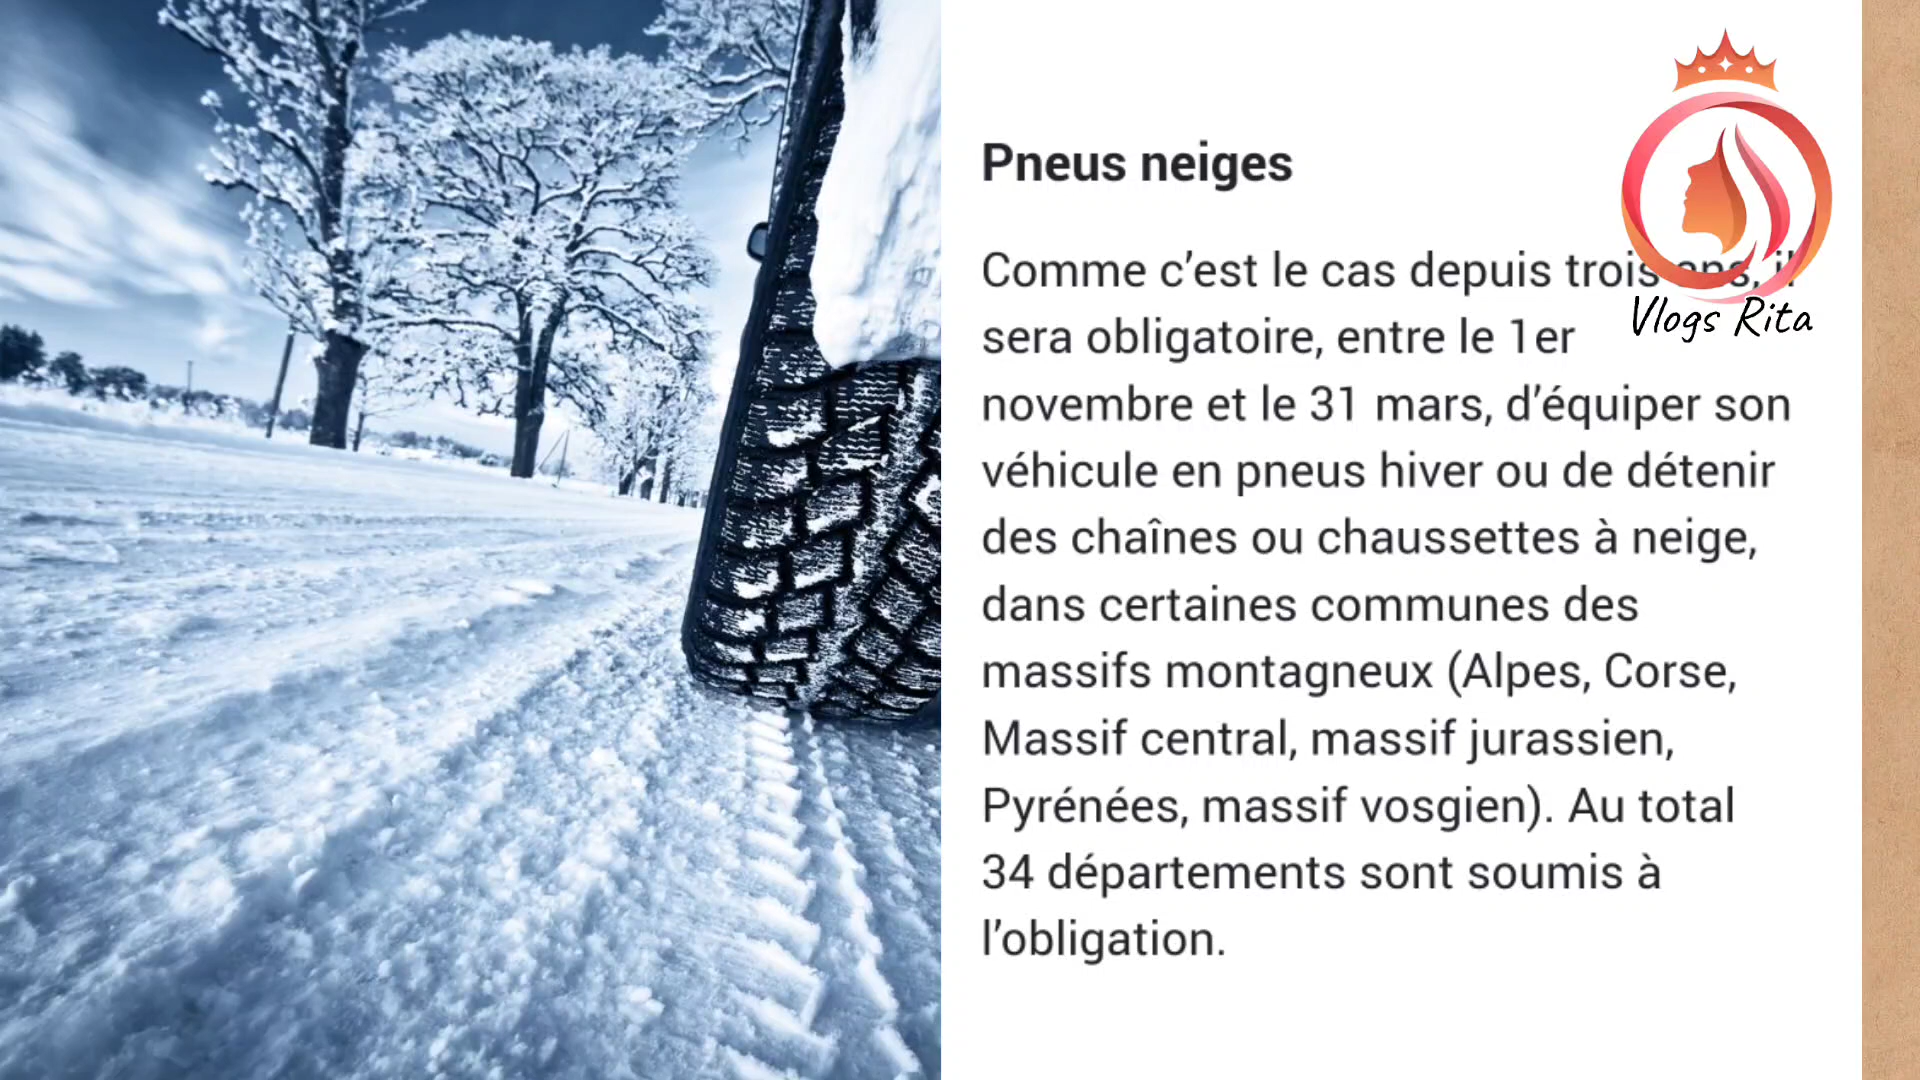 Pneus neiges
Comme c’est le cas depuis trois ans, il
sera obligatoire, entre le 1er
novembre et le 31 mars, d’équiper son
véhicule en pneus hiver ou de détenir
des chaînes ou chaussettes à neige,
dans certaines communes des
massifs montagneux (Alpes, Corse,
Massif central, massif jurassien,
Pyrénées, massif vosgien). Au total
34 départements sont soumis à
l’obligation.
Vlogs Rita